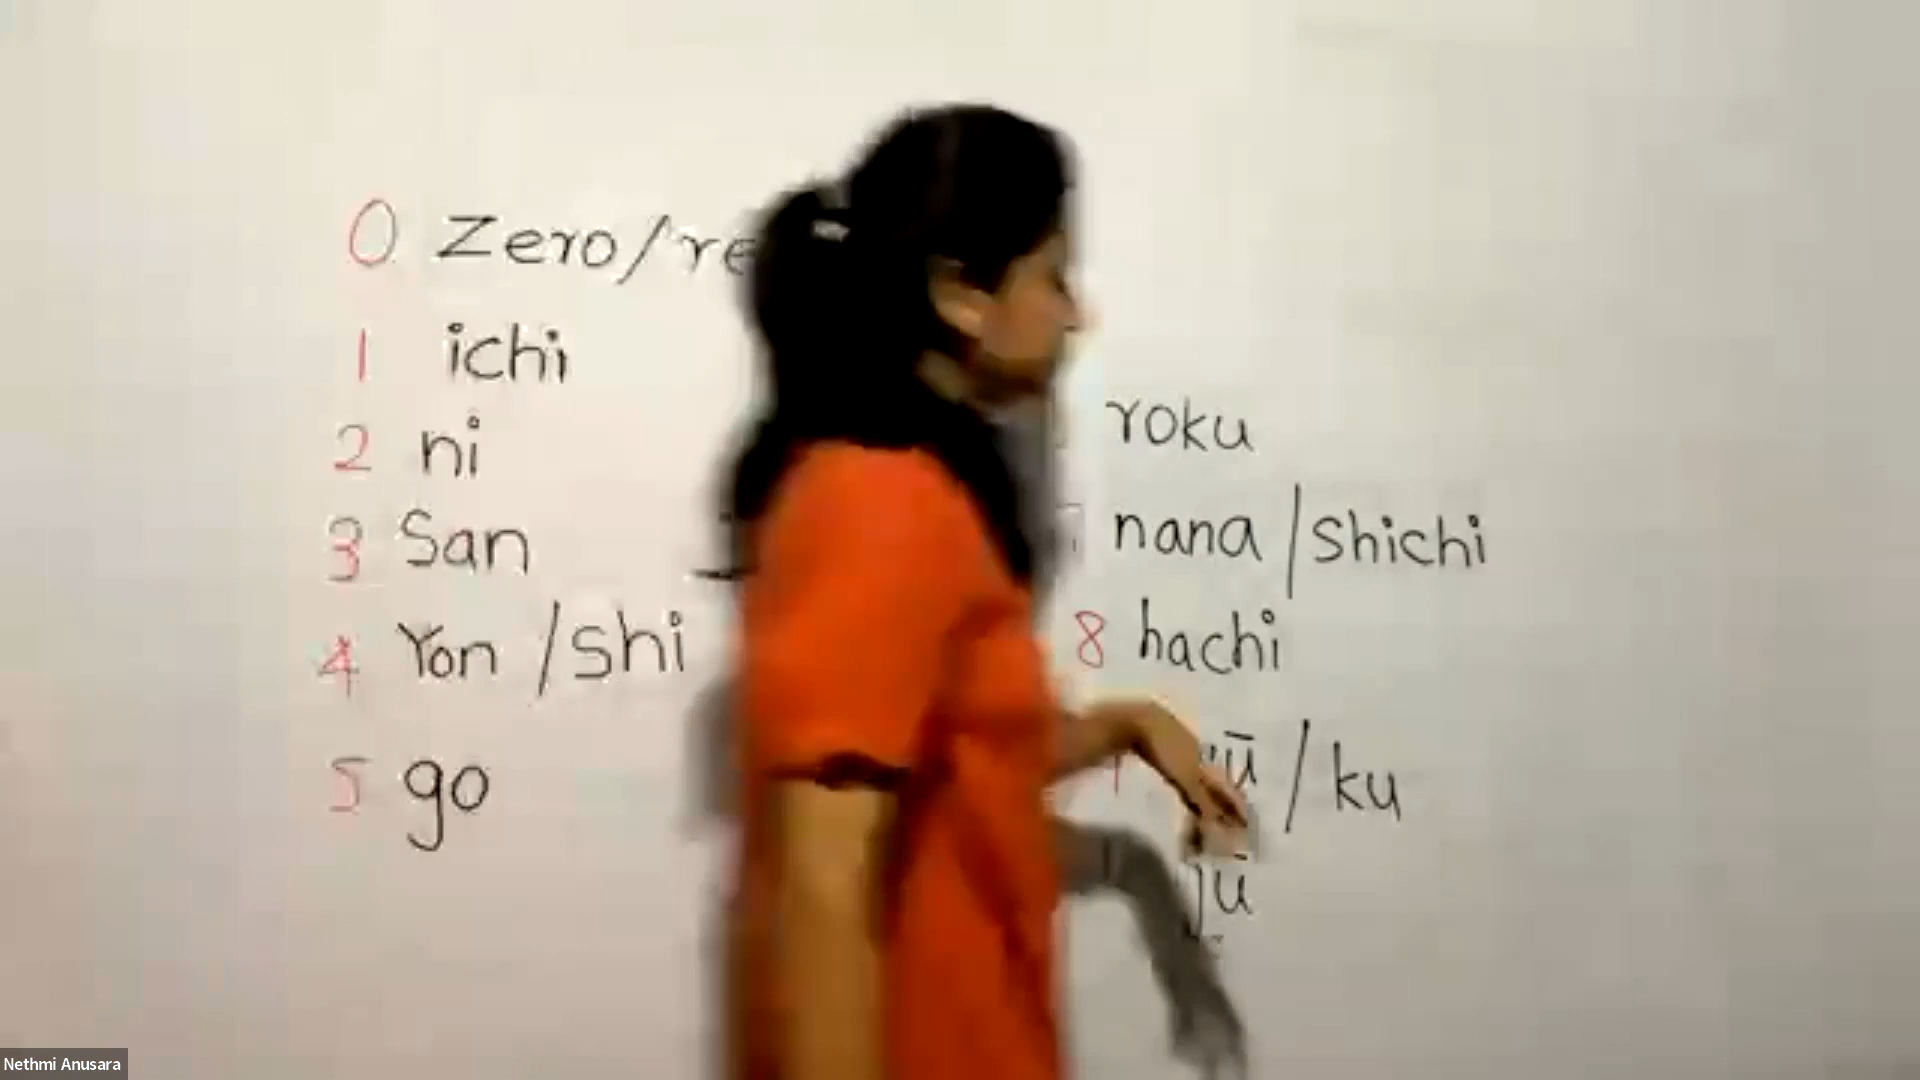 0 Zero/re
1 ichi
2 ni
3 San
4 Yon /shi
5 go
roku
nana /shichi
8 hachi
ū / ku
jū
Nethmi Anusara